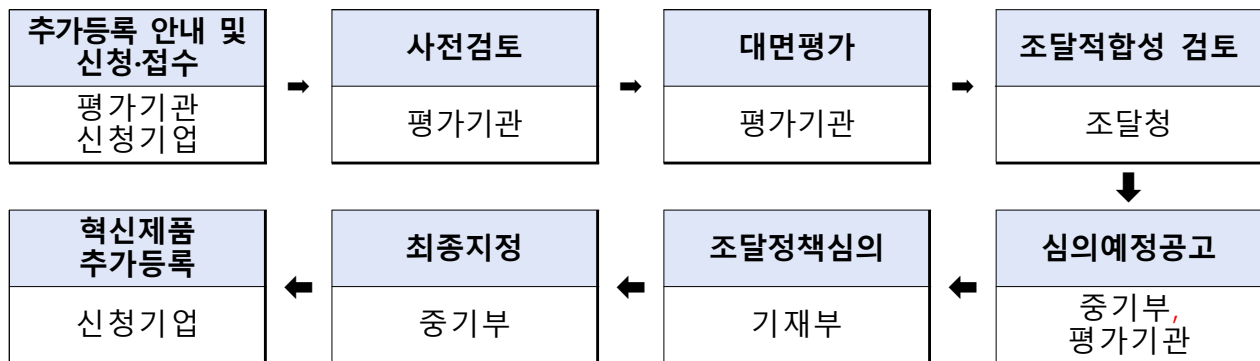 추가등록 안내 및
신청·접수
평가기관
신청기업
사전검토
평가기관
대면평가
평가기관
조달적합성 검토
조달청
심의예정공고
중기부,
평가기관
조달정책심의
기재부
최종지정
중기부
혁신제품
추가등록
신청기업